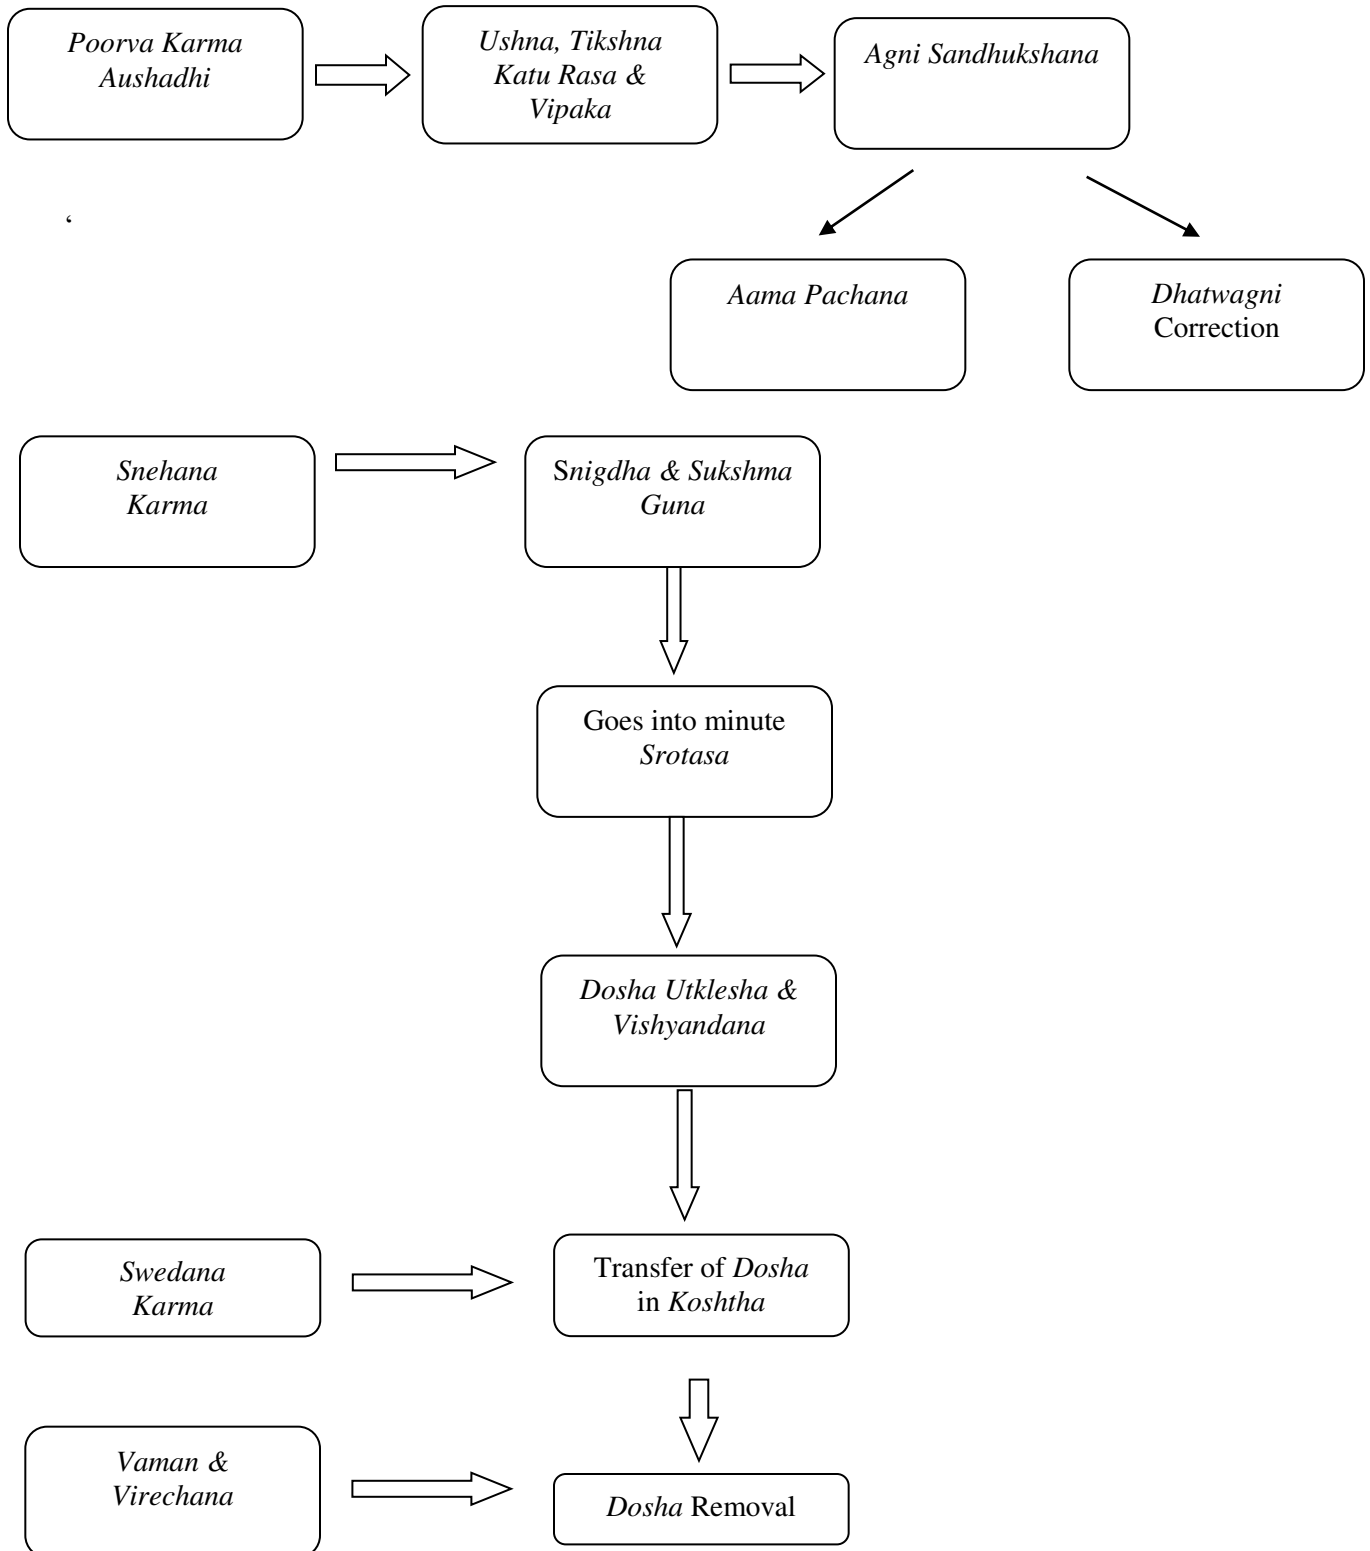 Poorva Karma
Aushadhi
Ushna, Tikshna
Katu Rasa &
Vipaka
Agni Sandhukshana
‘
Aama Pachana
Dhatwagni
Correction
Snehana
Karma
Snigdha & Sukshma
Guna
Goes into minute
Srotasa
Dosha Utklesha &
Vishyandana
Swedana
Karma
Transfer of Dosha
in Koshtha
Vaman &
Virechana
Dosha Removal